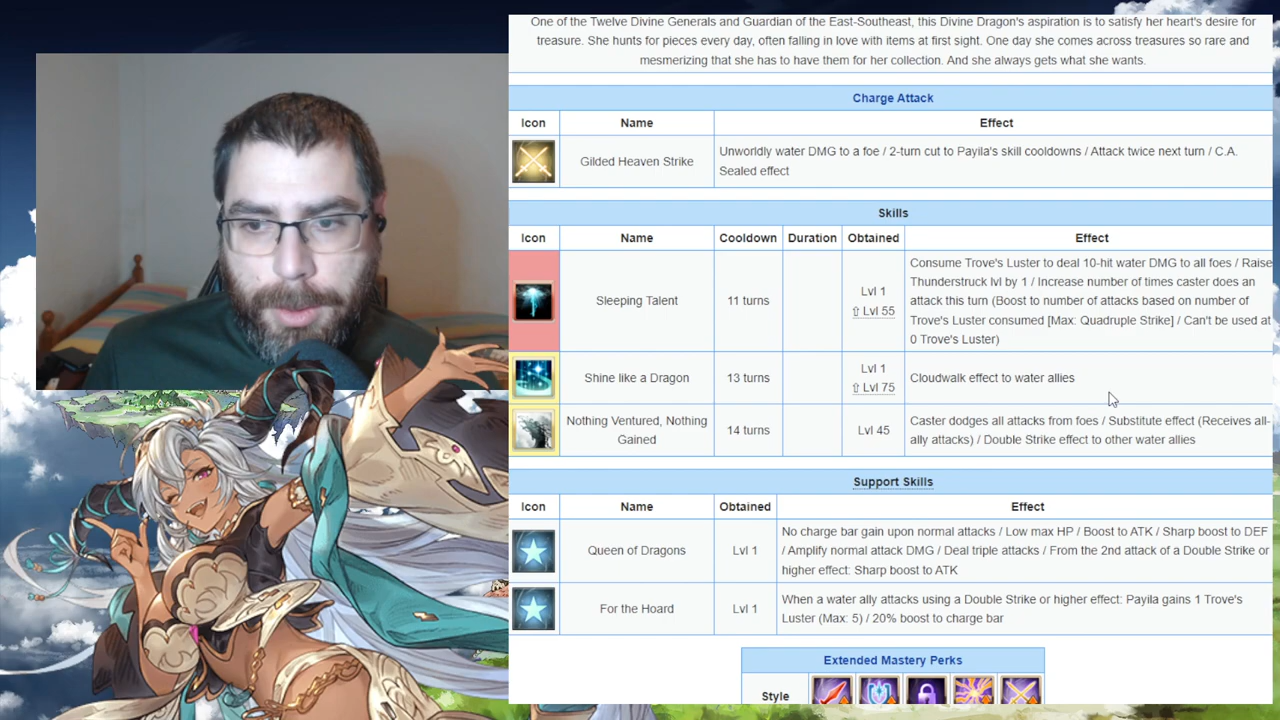 One of the Twelve Divine Generals and Guardian of the East-Southeast, this Divine Dragon's aspiration is to satisfy her heart's desire for
treasure. She hunts for pieces every day, often falling in love with items at first sight. One day she comes across treasures so rare and
mesmerizing that she has to have them for her collection. And she always gets what she wants.
Charge Attack
Icon Name Effect
Gilded Heaven Strike
Unworldly water DMG to a foe / 2-turn cut to Payila's skill cooldowns / Attack twice next turn / C.A.
Sealed effect
Skills
Icon Name Cooldown Duration Obtained Effect
Sleeping Talent
11 turns
Lvl 1
⇧ Lvl 55
Consume Trove's Luster to deal 10-hit water DMG to all foes / Raise
Thunderstruck lvl by 1 / Increase number of times caster does an
attack this turn (Boost to number of attacks based on number of
Trove's Luster consumed [Max: Quadruple Strike] / Can't be used at
0 Trove's Luster)
Shine like a Dragon
13 turns
Lvl 1
⇧ Lvl 75
Cloudwalk effect to water allies
Nothing Ventured, Nothing
Gained
14 turns
Lvl 45
Caster dodges all attacks from foes / Substitute effect (Receives all-
ally attacks) / Double Strike effect to other water allies
Support Skills
Icon Name Obtained Effect
Queen of Dragons
Lvl 1
No charge bar gain upon normal attacks / Low max HP / Boost to ATK / Sharp boost to DEF
/ Amplify normal attack DMG / Deal triple attacks / From the 2nd attack of a Double Strike or
higher effect: Sharp boost to ATK
For the Hoard
Lvl 1
When a water ally attacks using a Double Strike or higher effect: Payila gains 1 Trove's
Luster (Max: 5) / 20% boost to charge bar
Extended Mastery Perks
Style